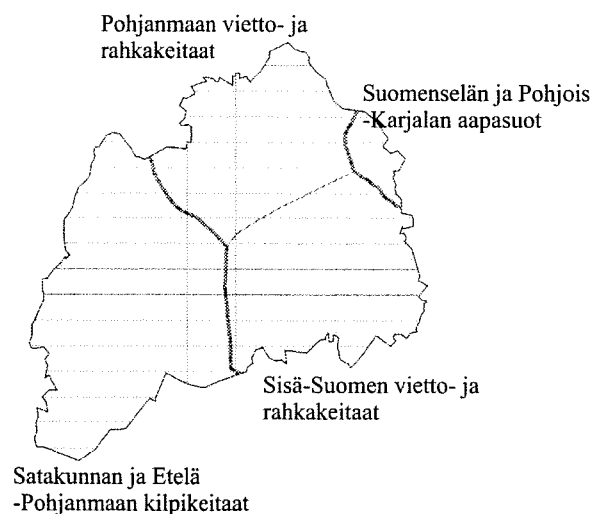 Pohjanmaan vietto- ja
rahkakeitaat
Suomenselän ja Pohjois
-Karjalan aapasuot
Sisä-Suomen vietto- ja
rahkakeitaat
Satakunnan ja Etelä
-Pohjanmaan kilpikeitaat